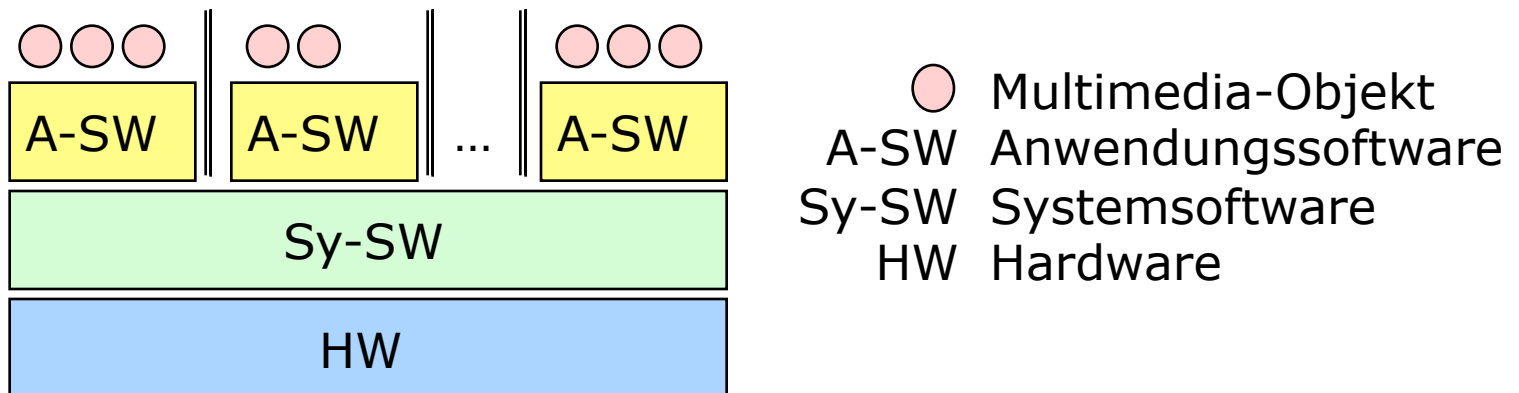 A-SW A-SW ... A-SW
Sy-SW
HW
Multimedia-Objekt
A-SW Anwendungssoftware
Sy-SW Systemsoftware
HW Hardware